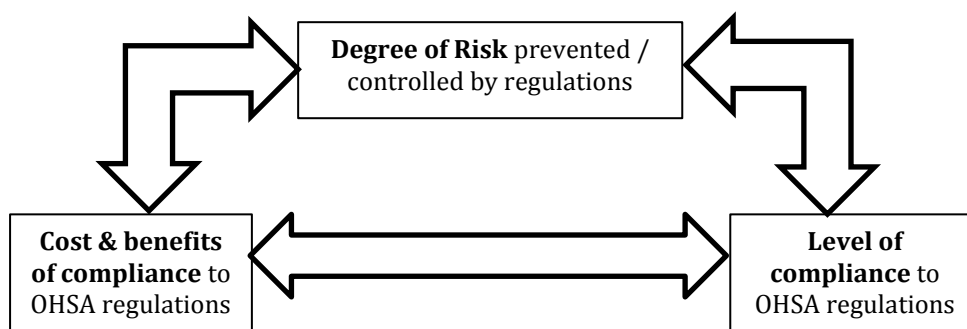 Degree of Risk prevented /
controlled by regulations
Cost & benefits
of compliance to
OHSA regulations
Level of
compliance to
OHSA regulations